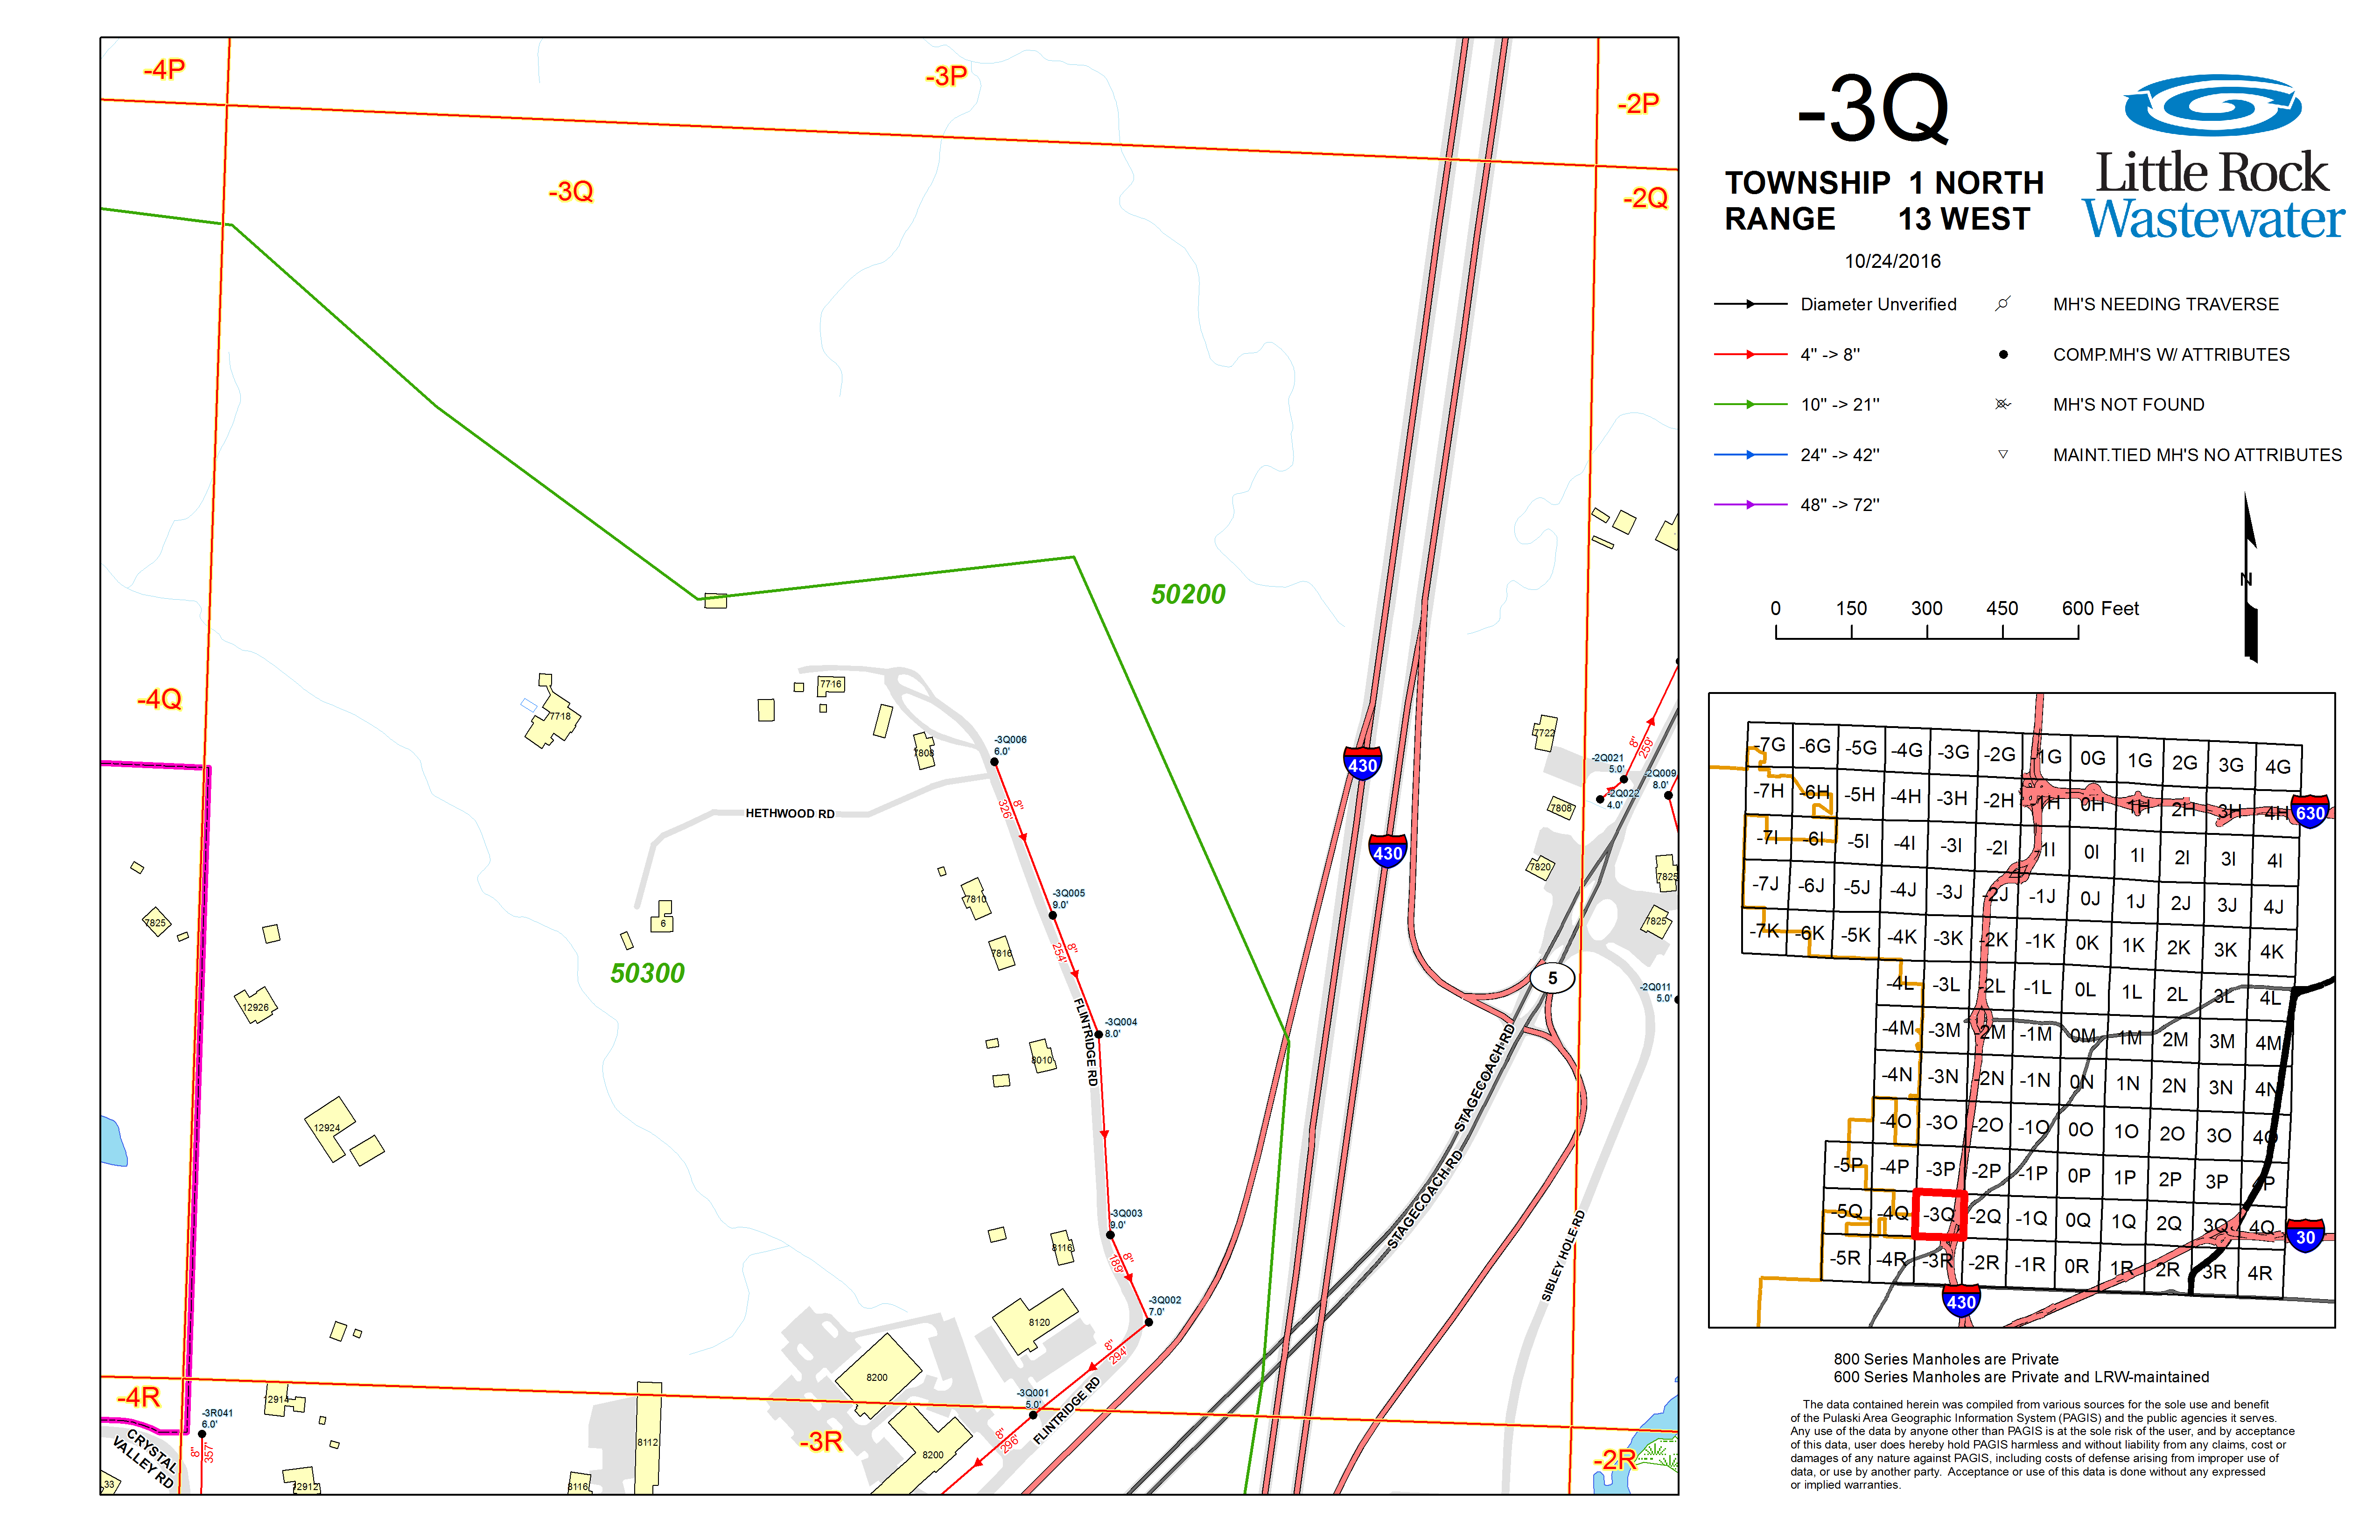 -4P
-3P
-2P
-3Q
-2Q
50200
-4Q
7716
7718
7808
-3Q006
6.0'
8"
326'
HETHWOOD RD
430
430
7722
-2Q021
5.0'
8"
259'
-2Q009
8.0'
-2Q022
4.0'
7808
7820
7825
7825
7825
6
50300
7810
-3Q005
9.0'
8"
254'
7816
5
-2Q011
5.0'
12926
-3Q004
8.0'
FLINTRIDGE RD
8010
STAGECOACH RD
STAGECOACH RD
12924
-3Q003
9.0'
8"
189'
8116
SIBLEY HOLE RD
-3Q002
7.0'
8120
8"
294'
8200
-4R
12914
-3Q001
5.0'
FLINTRIDGE RD
8"
296'
-3R041
6.0'
8"
357'
CRYSTAL
VALLEY RD
8112
-3R
8200
-2R
33
12912
8116
-3Q
TOWNSHIP 1 NORTH
RANGE 13 WEST
10/24/2016
Little Rock
Wastewater
Diameter Unverified
MH'S NEEDING TRAVERSE
4" -> 8"
COMP.MH'S W/ ATTRIBUTES
10" -> 21"
MH'S NOT FOUND
24" -> 42"
MAINT.TIED MH'S NO ATTRIBUTES
48" -> 72"
N
0 150 300 450 600 Feet
-7G -6G -5G -4G -3G -2G -1G 0G 1G 2G 3G 4G
-7H -6H -5H -4H -3H -2H -1H 0H 1H 2H 3H 4H
630
-7I -6I -5I -4I -3I -2I -1I 0I 1I 2I 3I 4I
-7J -6J -5J -4J -3J -2J -1J 0J 1J 2J 3J 4J
-7K -6K -5K -4K -3K -2K -1K 0K 1K 2K 3K 4K
-4L -3L -2L -1L 0L 1L 2L 3L 4L
-4M -3M -2M -1M 0M 1M 2M 3M 4M
-4N -3N -2N -1N 0N 1N 2N 3N 4N
-4O -3O -2O -1O 0O 1O 2O 3O 4O
-5P -4P -3P -2P -1P 0P 1P 2P 3P 4P
-5Q -4Q -3Q -2Q -1Q 0Q 1Q 2Q 3Q 4Q
30
-5R -4R -3R -2R -1R 0R 1R 2R 3R 4R
430
800 Series Manholes are Private
600 Series Manholes are Private and LRW-maintained
The data contained herein was compiled from various sources for the sole use and benefit
of the Pulaski Area Geographic Information System (PAGIS) and the public agencies it serves.
Any use of the data by anyone other than PAGIS is at the sole risk of the user, and by acceptance
of this data, user does hereby hold PAGIS harmless and without liability from any claims, cost or
damages of any nature against PAGIS, including costs of defense arising from improper use of
data, or use by another party. Acceptance or use of this data is done without any expressed
or implied warranties.